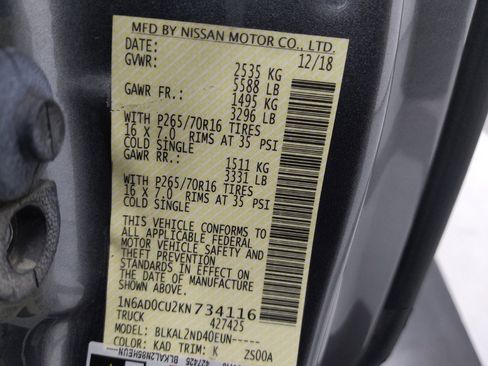 MFD BY NISSAN MOTOR CO., LTD.
DATE: 12/18
GVWR: 2535 KG
5588 LB
GAWR FR.: 1495 KG
3296 LB
WITH P265/70R16 TIRES
16 X 7.0 RIMS AT 35 PSI
COLD SINGLE
GAWR RR.: 1511 KG
3331 LB
WITH P265/70R16 TIRES
16 X 7.0 RIMS AT 35 PSI
COLD SINGLE
THIS VEHICLE CONFORMS TO
ALL APPLICABLE FEDERAL
MOTOR VEHICLE SAFETY AND
THEFT PREVENTION
STANDARDS IN EFFECT ON
THE DATE OF MANUFACTURE
SHOWN ABOVE.
1N6AD0CU2KN734116
TRUCK 427425
MODEL: BLKAL2ND40EUN-----
COLOR: KAD TRIM: K ZS00A
427425